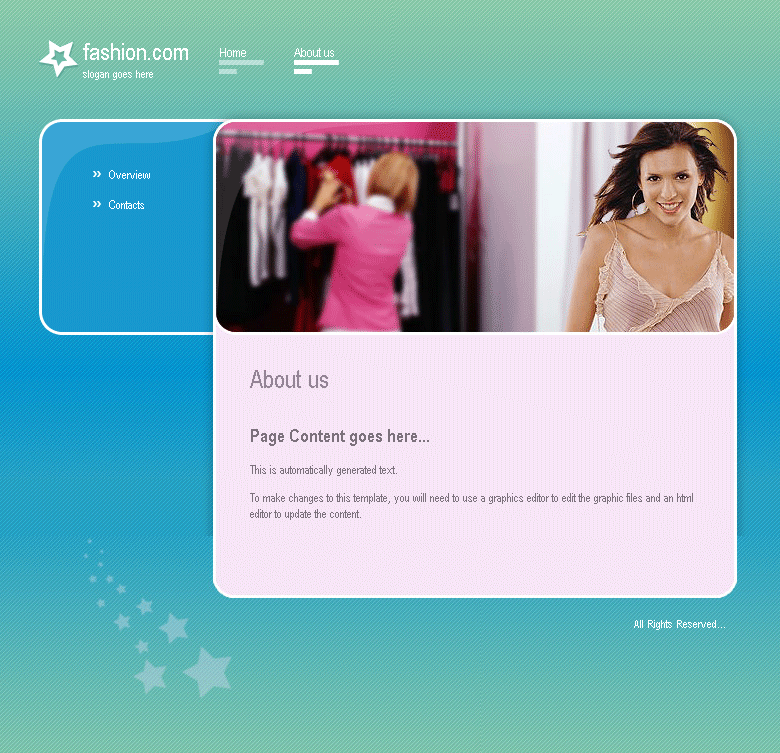 fashion.com
slogan goes here
Home
About us
» Overview
» Contacts
About us
Page Content goes here...
This is automatically generated text.
To make changes to this template, you will need to use a graphics editor to edit the graphic files and an html
editor to update the content.
All Rights Reserved...